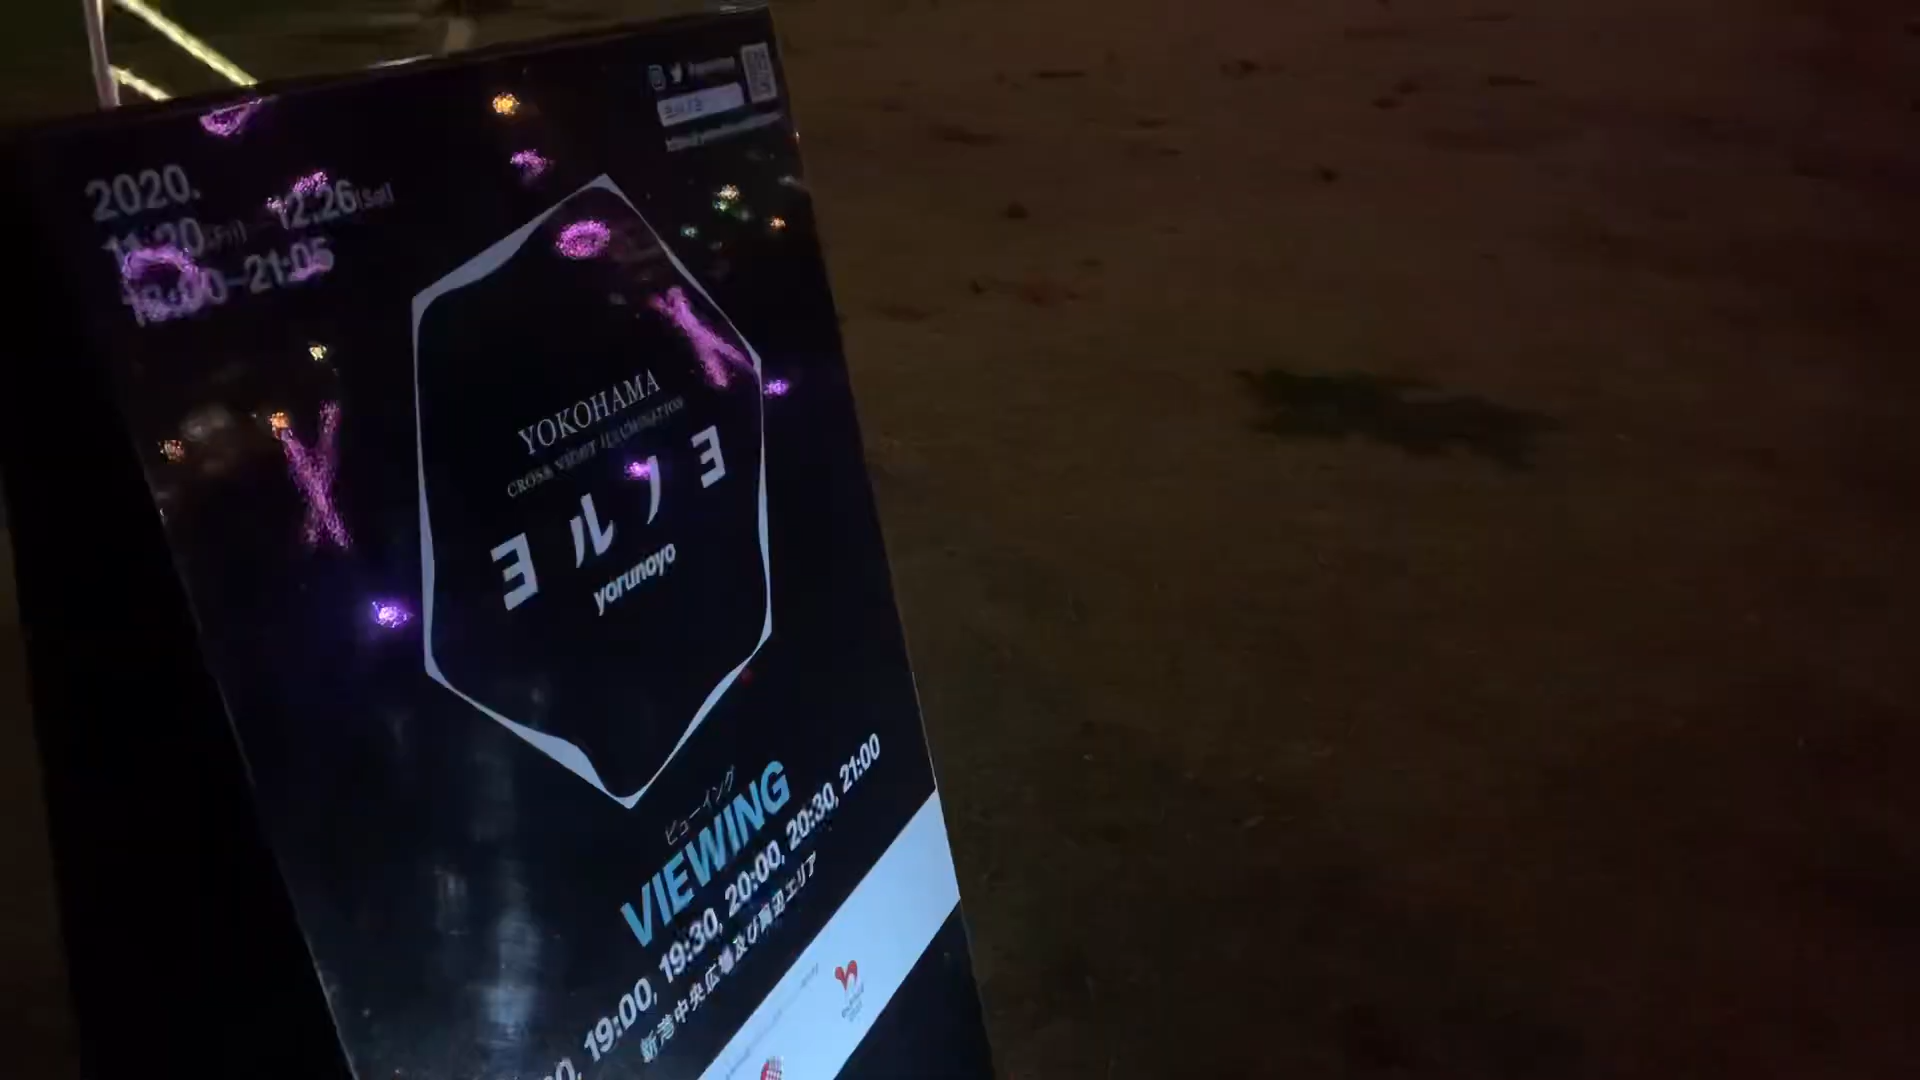 2020.
11.20(Fri) – 12.26(Sat)
18:00–21:05
YOKOHAMA
CROSS NIGHT ILLUMINATION
ヨルノヨ
yorunoyo
ビューイング
VIEWING
19:00, 19:30, 20:00, 20:30, 21:00
新港中央広場及び周辺エリア